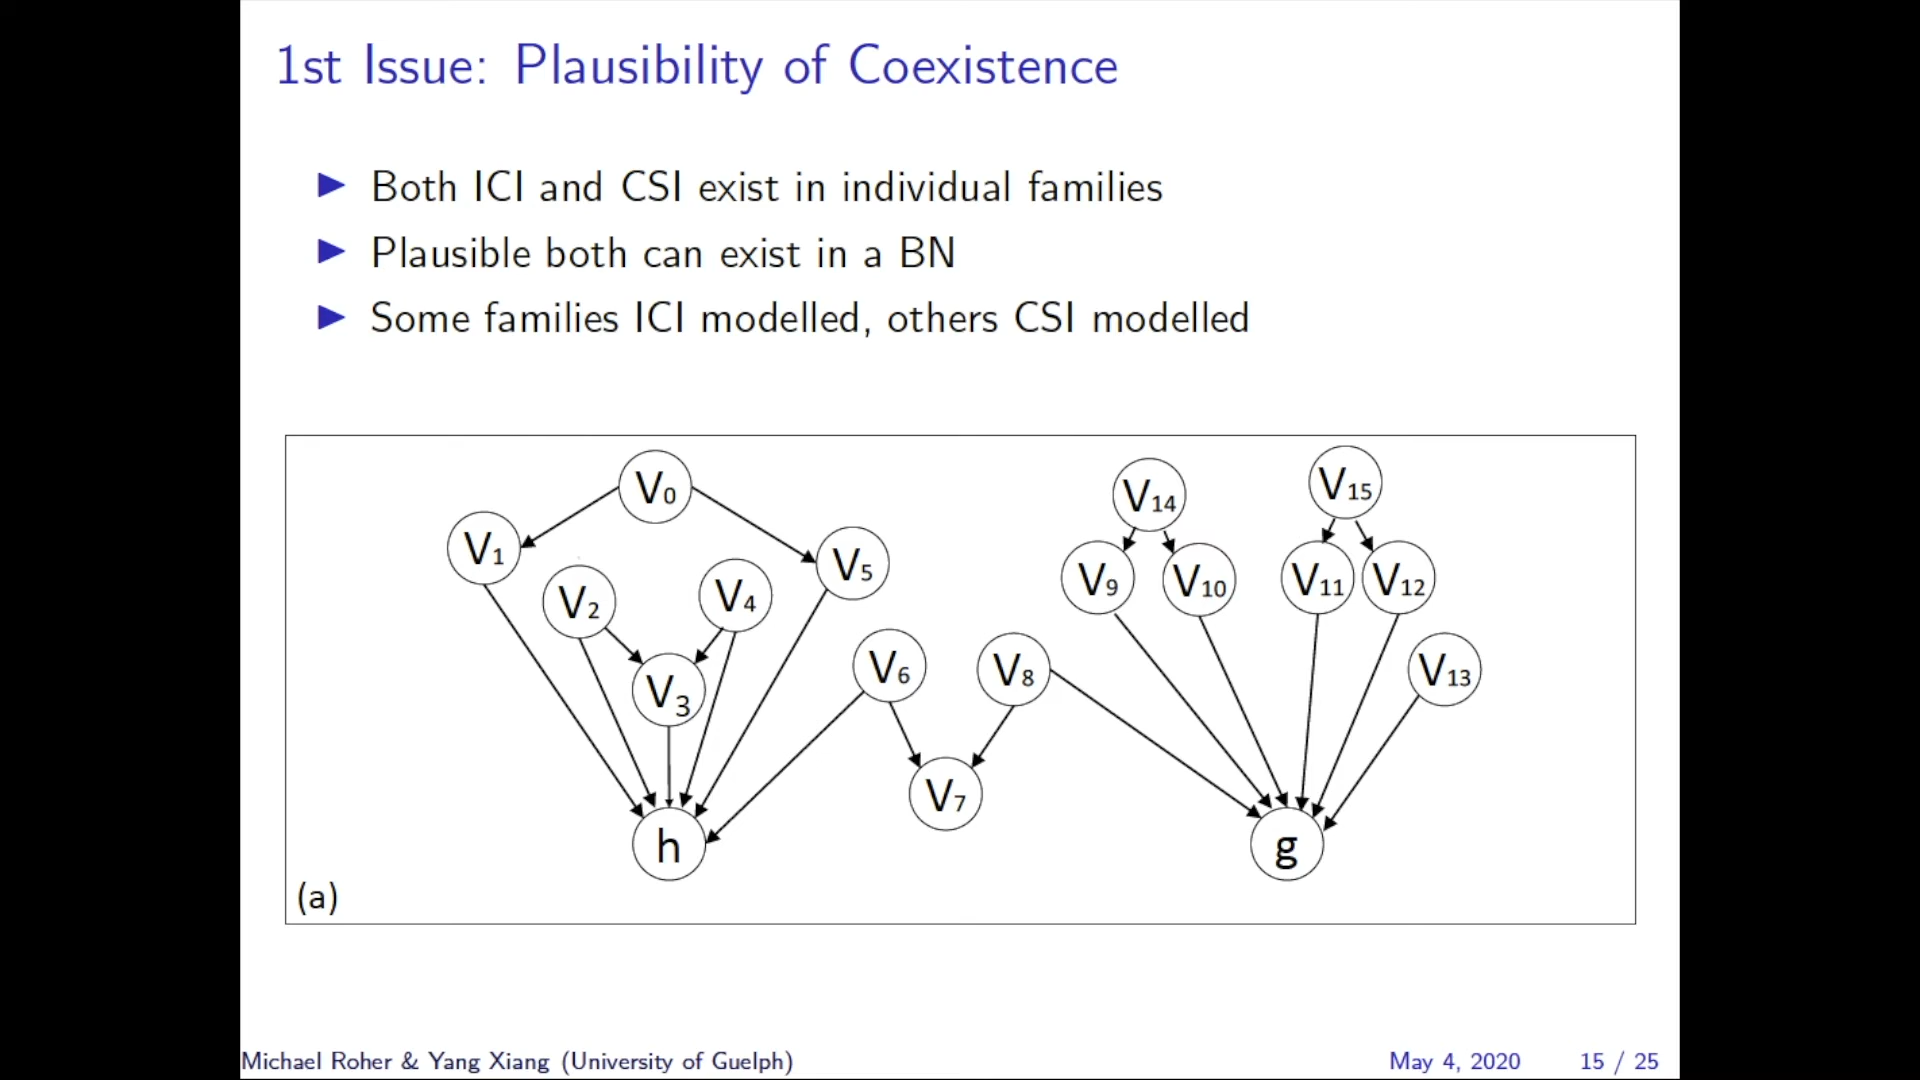 1st Issue: Plausibility of Coexistence
Both ICI and CSI exist in individual families
Plausible both can exist in a BN
Some families ICI modelled, others CSI modelled
V0
V14
V15
V1
V5
V9
V10
V11
V12
V2
V4
V6
V8
V13
V3
V7
h
g
(a)
Michael Roher & Yang Xiang (University of Guelph)
May 4, 2020
15 / 25